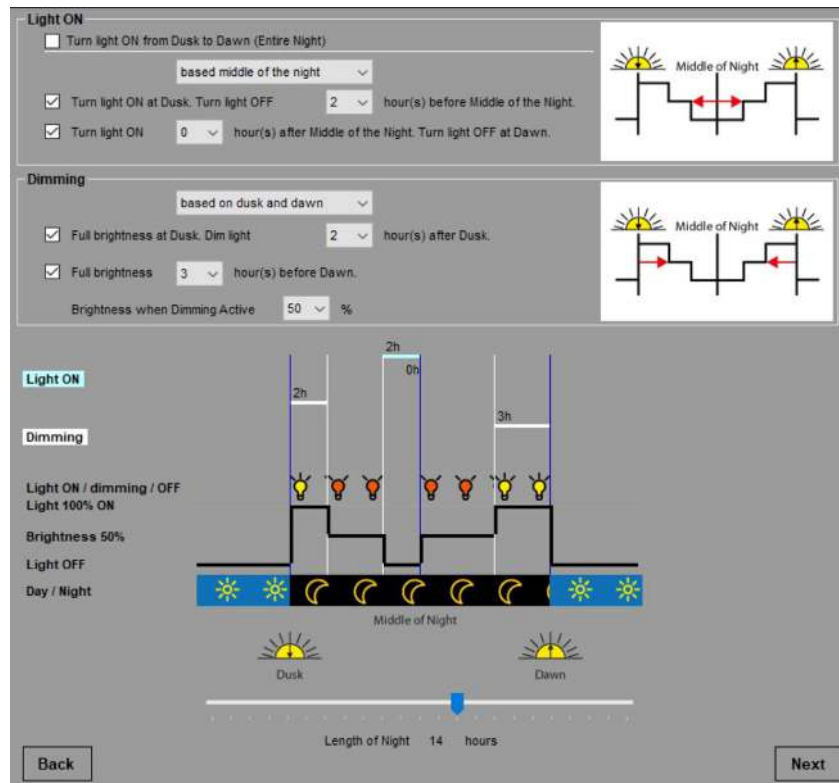 Light ON
Turn light ON from Dusk to Dawn (Entire Night)
based middle of the night
Turn light ON at Dusk. Turn light OFF 2 hour(s) before Middle of the Night.
Turn light ON 0 hour(s) after Middle of the Night. Turn light OFF at Dawn.
Middle of Night
Dimming
based on dusk and dawn
Full brightness at Dusk. Dim light 2 hour(s) after Dusk.
Full brightness 3 hour(s) before Dawn.
Brightness when Dimming Active 50 %
Middle of Night
2h
Light ON
0h
2h
3h
Dimming
Light ON / dimming / OFF
Light 100% ON
Brightness 50%
Light OFF
Day / Night
Middle of Night
Dusk Dawn
Length of Night 14 hours
Back Next